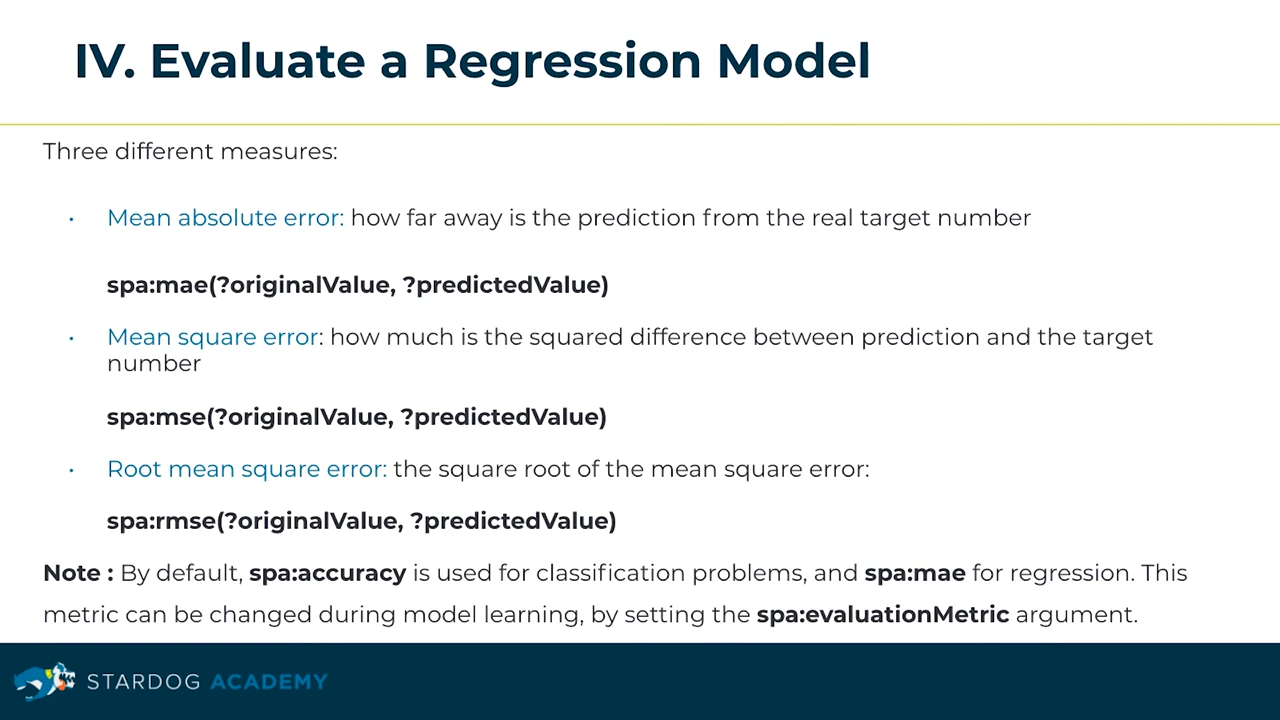 IV. Evaluate a Regression Model
Three different measures:
• Mean absolute error: how far away is the prediction from the real target number
spa:mae(?originalValue, ?predictedValue)
• Mean square error: how much is the squared difference between prediction and the target
number
spa:mse(?originalValue, ?predictedValue)
• Root mean square error: the square root of the mean square error:
spa:rmse(?originalValue, ?predictedValue)
Note : By default, spa:accuracy is used for classification problems, and spa:mae for regression. This
metric can be changed during model learning, by setting the spa:evaluationMetric argument.
STARDOG ACADEMY